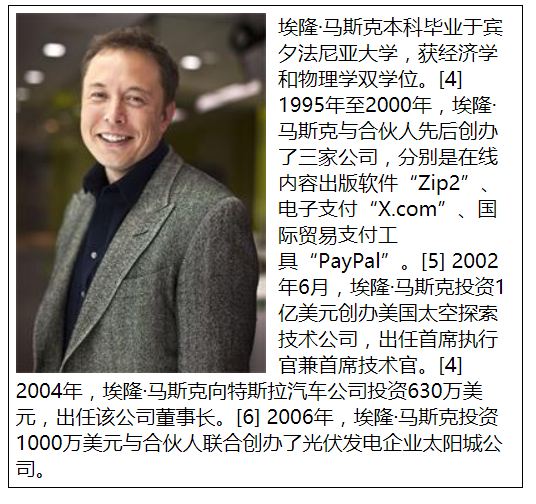 埃隆·马斯克本科毕业于宾
夕法尼亚大学，获经济学
和物理学双学位。[4]
1995年至2000年，埃隆·
马斯克与合伙人先后创办
了三家公司，分别是在线
内容出版软件“Zip2”、
电子支付“X.com”、国
际贸易支付工
具“PayPal”。[5] 2002
年6月，埃隆·马斯克投资1
亿美元创办美国太空探索
技术公司，出任首席执行
官兼首席技术官。[4]
2004年，埃隆·马斯克向特斯拉汽车公司投资630万美
元，出任该公司董事长。[6] 2006年，埃隆·马斯克投资
1000万美元与合伙人联合创办了光伏发电企业太阳城公
司。